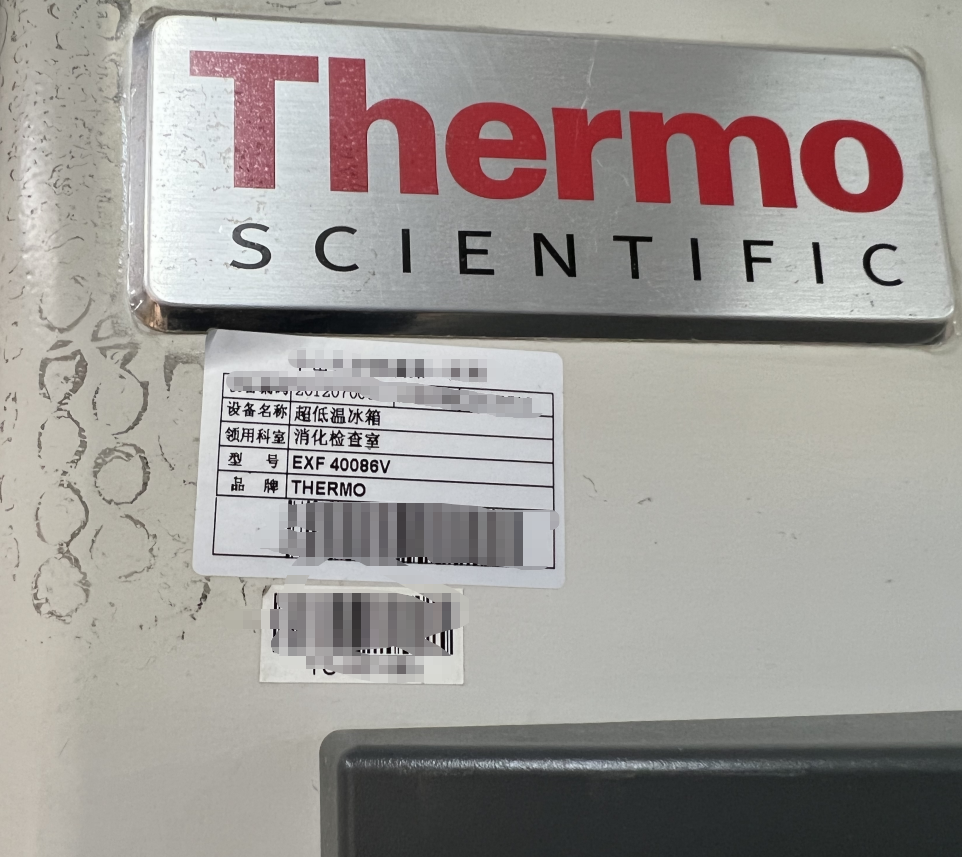 Thermo
SCIENTIFIC
设备名称 超低温冰箱
领用科室 消化检查室
型 号 EXF 40086V
品 牌 THERMO